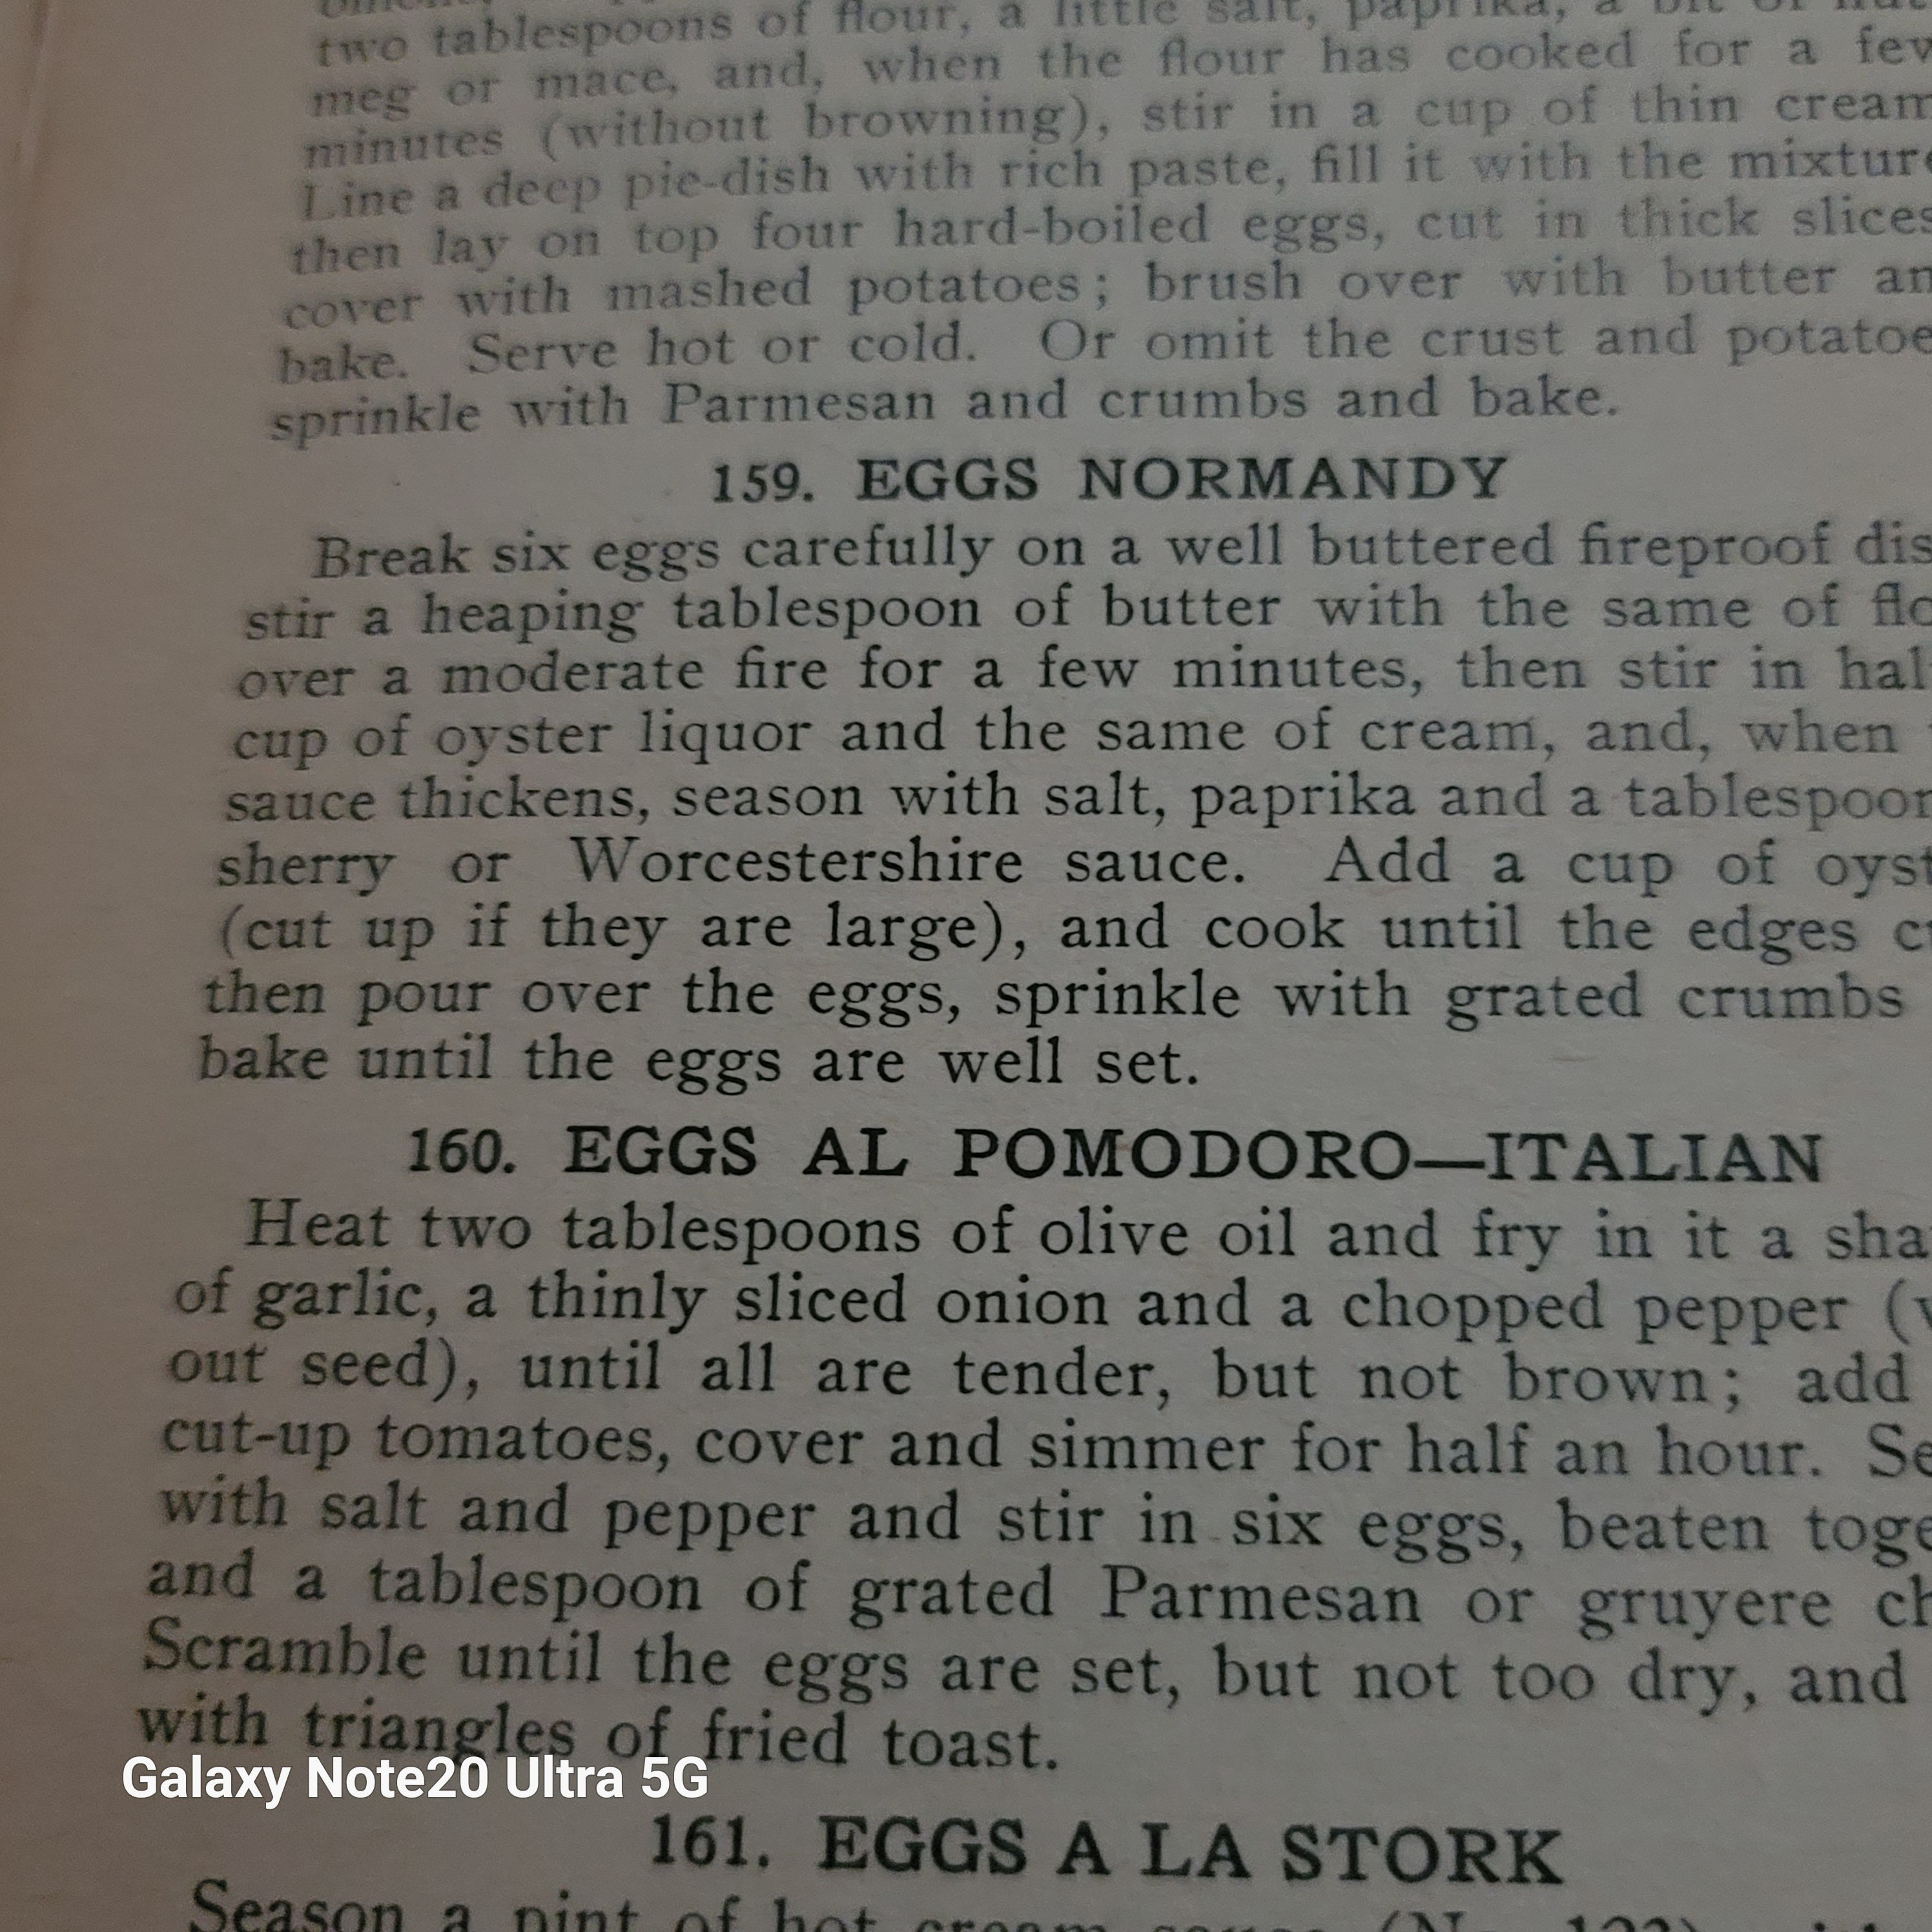 two tablespoons of flour, a little salt, paprika, a bit of
meg or mace, and, when the flour has cooked for a few
minutes (without browning), stir in a cup of thin cream
Line a deep pie-dish with rich paste, fill it with the mixture
then lay on top four hard-boiled eggs, cut in thick slices
cover with mashed potatoes; brush over with butter an
bake. Serve hot or cold. Or omit the crust and potatoe
sprinkle with Parmesan and crumbs and bake.
159. EGGS NORMANDY
Break six eggs carefully on a well buttered fireproof dis
stir a heaping tablespoon of butter with the same of flo
over a moderate fire for a few minutes, then stir in hal
cup of oyster liquor and the same of cream, and, when
sauce thickens, season with salt, paprika and a tablespoon
sherry or Worcestershire sauce. Add a cup of oyst
(cut up if they are large), and cook until the edges cu
then pour over the eggs, sprinkle with grated crumbs
bake until the eggs are well set.
160. EGGS AL POMODORO—ITALIAN
Heat two tablespoons of olive oil and fry in it a sha
of garlic, a thinly sliced onion and a chopped pepper (w
out seed), until all are tender, but not brown; add
cut-up tomatoes, cover and simmer for half an hour. Se
with salt and pepper and stir in six eggs, beaten toge
and a tablespoon of grated Parmesan or gruyere ch
Scramble until the eggs are set, but not too dry, and
with triangles of fried toast.
Galaxy Note20 Ultra 5G
161. EGGS A LA STORK
Season a pint of hot cream sauce